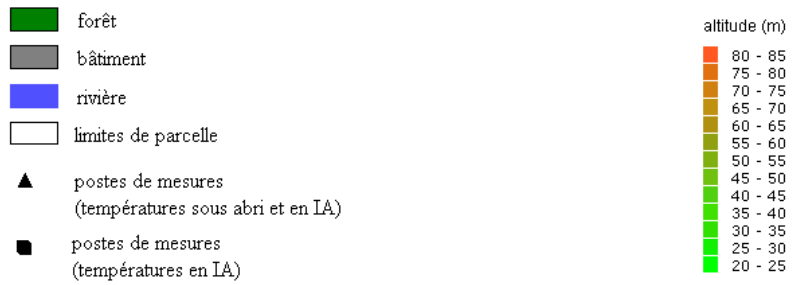 forêt
bâtiment
rivière
limites de parcelle
postes de mesures
(températures sous abri et en IA)
postes de mesures
(températures en IA)
altitude (m)
80 - 85
75 - 80
70 - 75
65 - 70
60 - 65
55 - 60
50 - 55
45 - 50
40 - 45
35 - 40
30 - 35
25 - 30
20 - 25